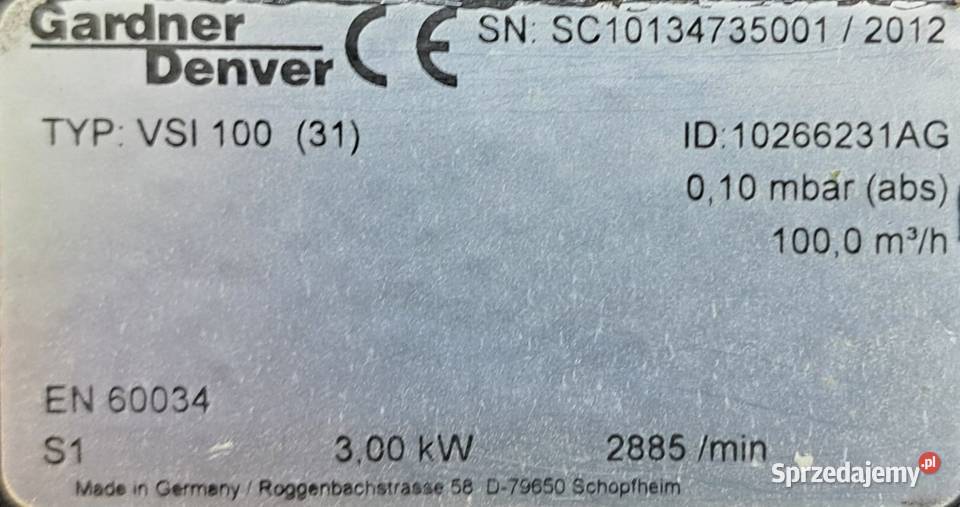 Gardner
Denver
CE SN: SC10134735001 / 2012
TYP: VSI 100 (31) ID:10266231AG
0,10 mbar (abs)
100,0 m³/h
EN 60034
S1 3,00 kW 2885 /min
Made in Germany / Roggenbachstrasse 58 D-79650 Schopfheim
Sprzedajemy.pl